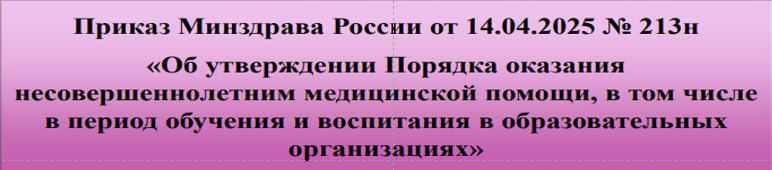 Приказ Минздрава России от 14.04.2025 № 213н
«Об утверждении Порядка оказания
несовершеннолетним медицинской помощи, в том числе
в период обучения и воспитания в образовательных
организациях»